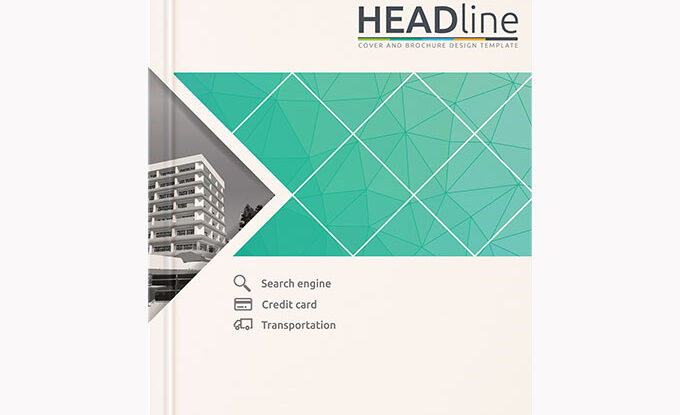 HEADline
COVER AND BROCHURE DESIGN TEMPLATE
Search engine
Credit card
Transportation